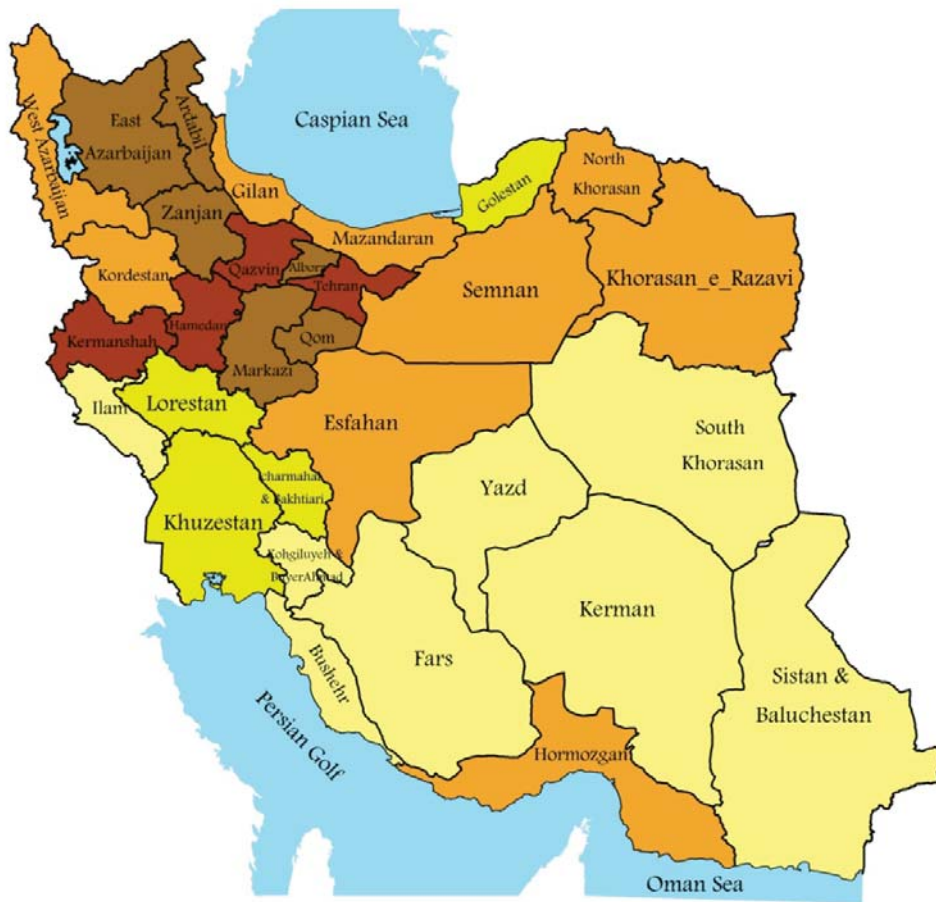 Caspian Sea
West Azarbaijan
East
Azarbaijan
Ardabil
Gilan
Zanjan
Mazandaran
Golestan
North
Khorasan
Kordestan
Qazvin
Alborz
Tehran
Semnan
Khorasan_e_Razavi
Kermanshah
Hamedan
Qom
Markazi
Ilam
Lorestan
Esfahan
South
Khorasan
charmahal
& Bakhtiari
Yazd
Khuzestan
Kohgiluyeh &
BuyerAhmad
Kerman
Fars
Bushehr
Sistan &
Baluchestan
Persian Golf
Hormozgan
Oman Sea